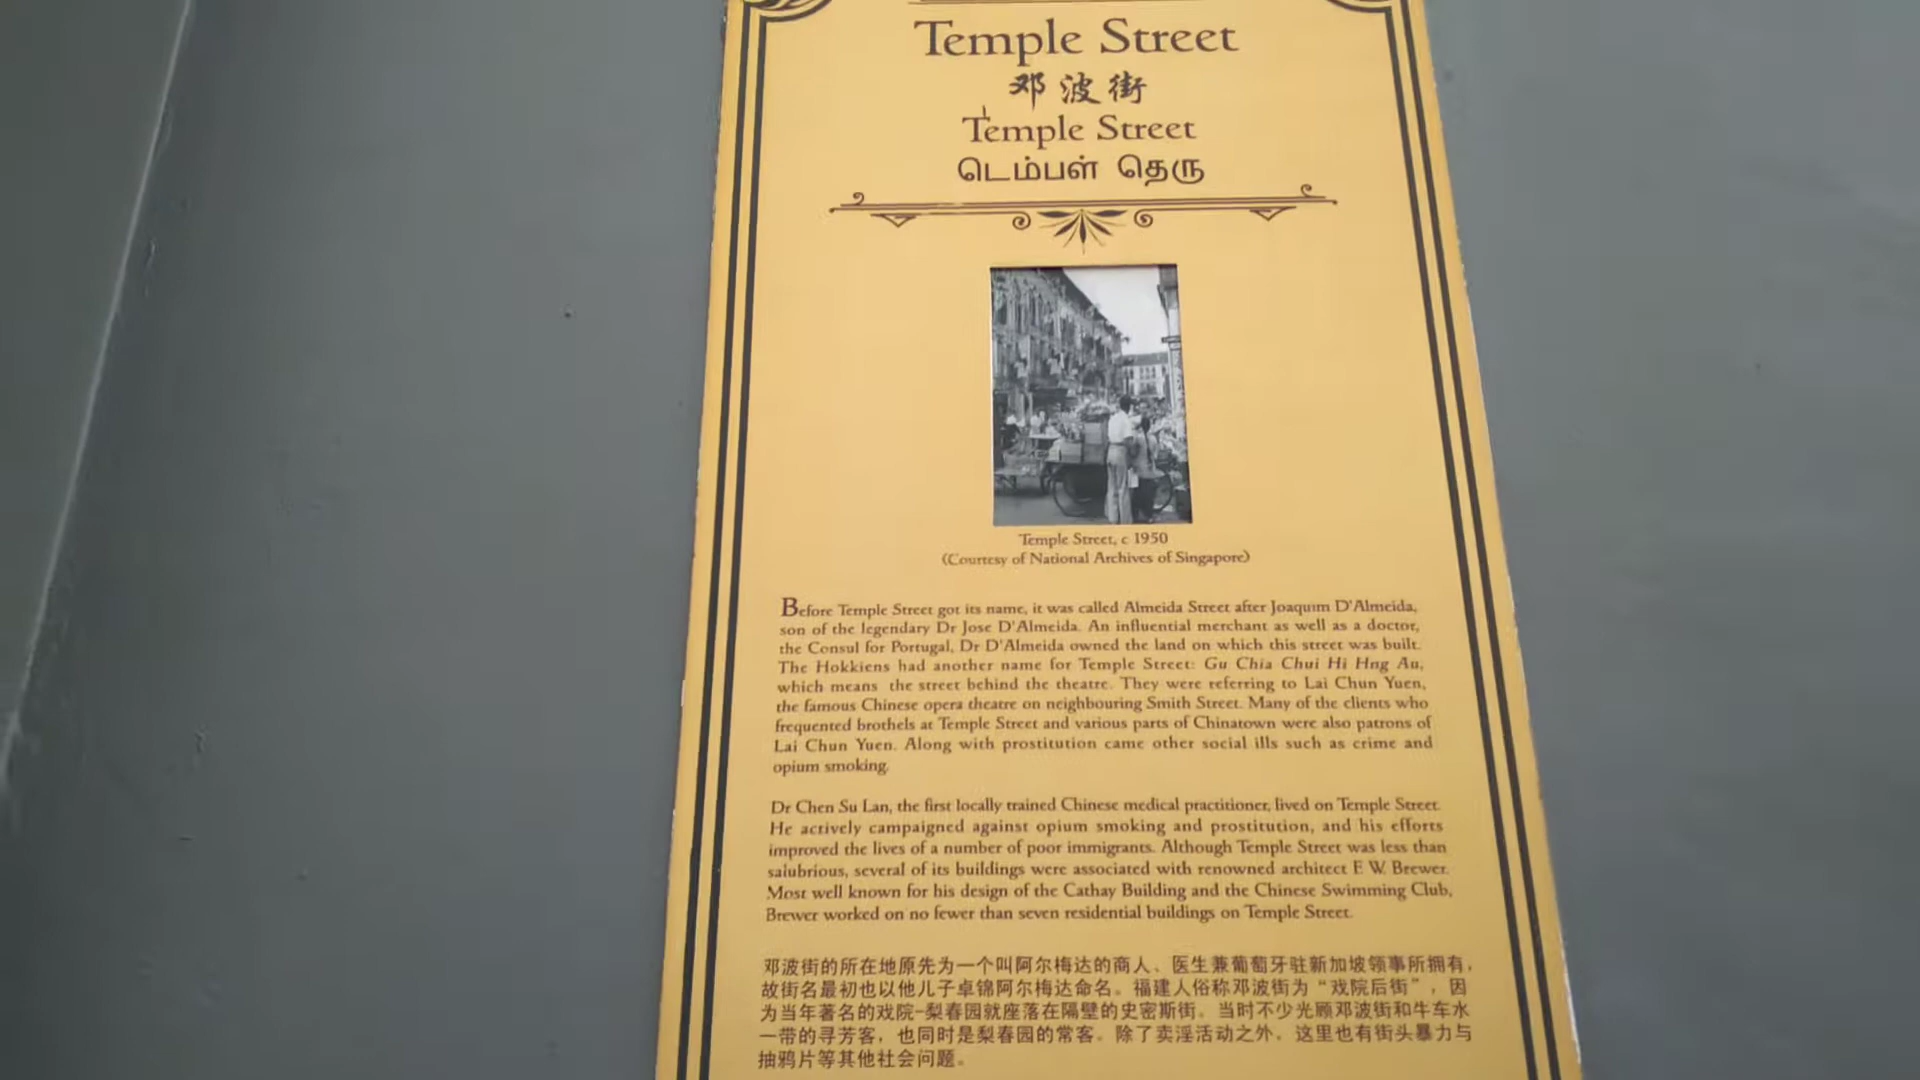 Temple Street
邓波街
Temple Street
டெம்பள் தெரு
Temple Street, c 1950
(Courtesy of National Archives of Singapore)
Before Temple Street got its name, it was called Almeida Street after Joaquim D'Almeida,
son of the legendary Dr Jose D'Almeida. An influential merchant as well as a doctor,
the Consul for Portugal, Dr D'Almeida owned the land on which this street was built.
The Hokkiens had another name for Temple Street: Gu Chia Chui Hi Hng Au,
which means the street behind the theatre. They were referring to Lai Chun Yuen,
the famous Chinese opera theatre on neighbouring Smith Street. Many of the clients who
frequented brothels at Temple Street and various parts of Chinatown were also patrons of
Lai Chun Yuen. Along with prostitution came other social ills such as crime and
opium smoking.
Dr Chen Su Lan, the first locally trained Chinese medical practitioner, lived on Temple Street.
He actively campaigned against opium smoking and prostitution, and his efforts
improved the lives of a number of poor immigrants. Although Temple Street was less than
salubrious, several of its buildings were associated with renowned architect F. W. Brewer.
Most well known for his design of the Cathay Building and the Chinese Swimming Club,
Brewer worked on no fewer than seven residential buildings on Temple Street.
邓波街的所在地原先为一个叫阿尔梅达的商人、医生兼葡萄牙驻新加坡领事所拥有，
故街名最初也以他儿子卓锦阿尔梅达命名。福建人俗称邓波街为“戏院后街”，因
为当年著名的戏院-梨春园就座落在隔壁的史密斯街。当时不少光顾邓波街和牛车水
一带的寻芳客，也同时是梨春园的常客。除了卖淫活动之外，这里也有街头暴力与
抽鸦片等其他社会问题。